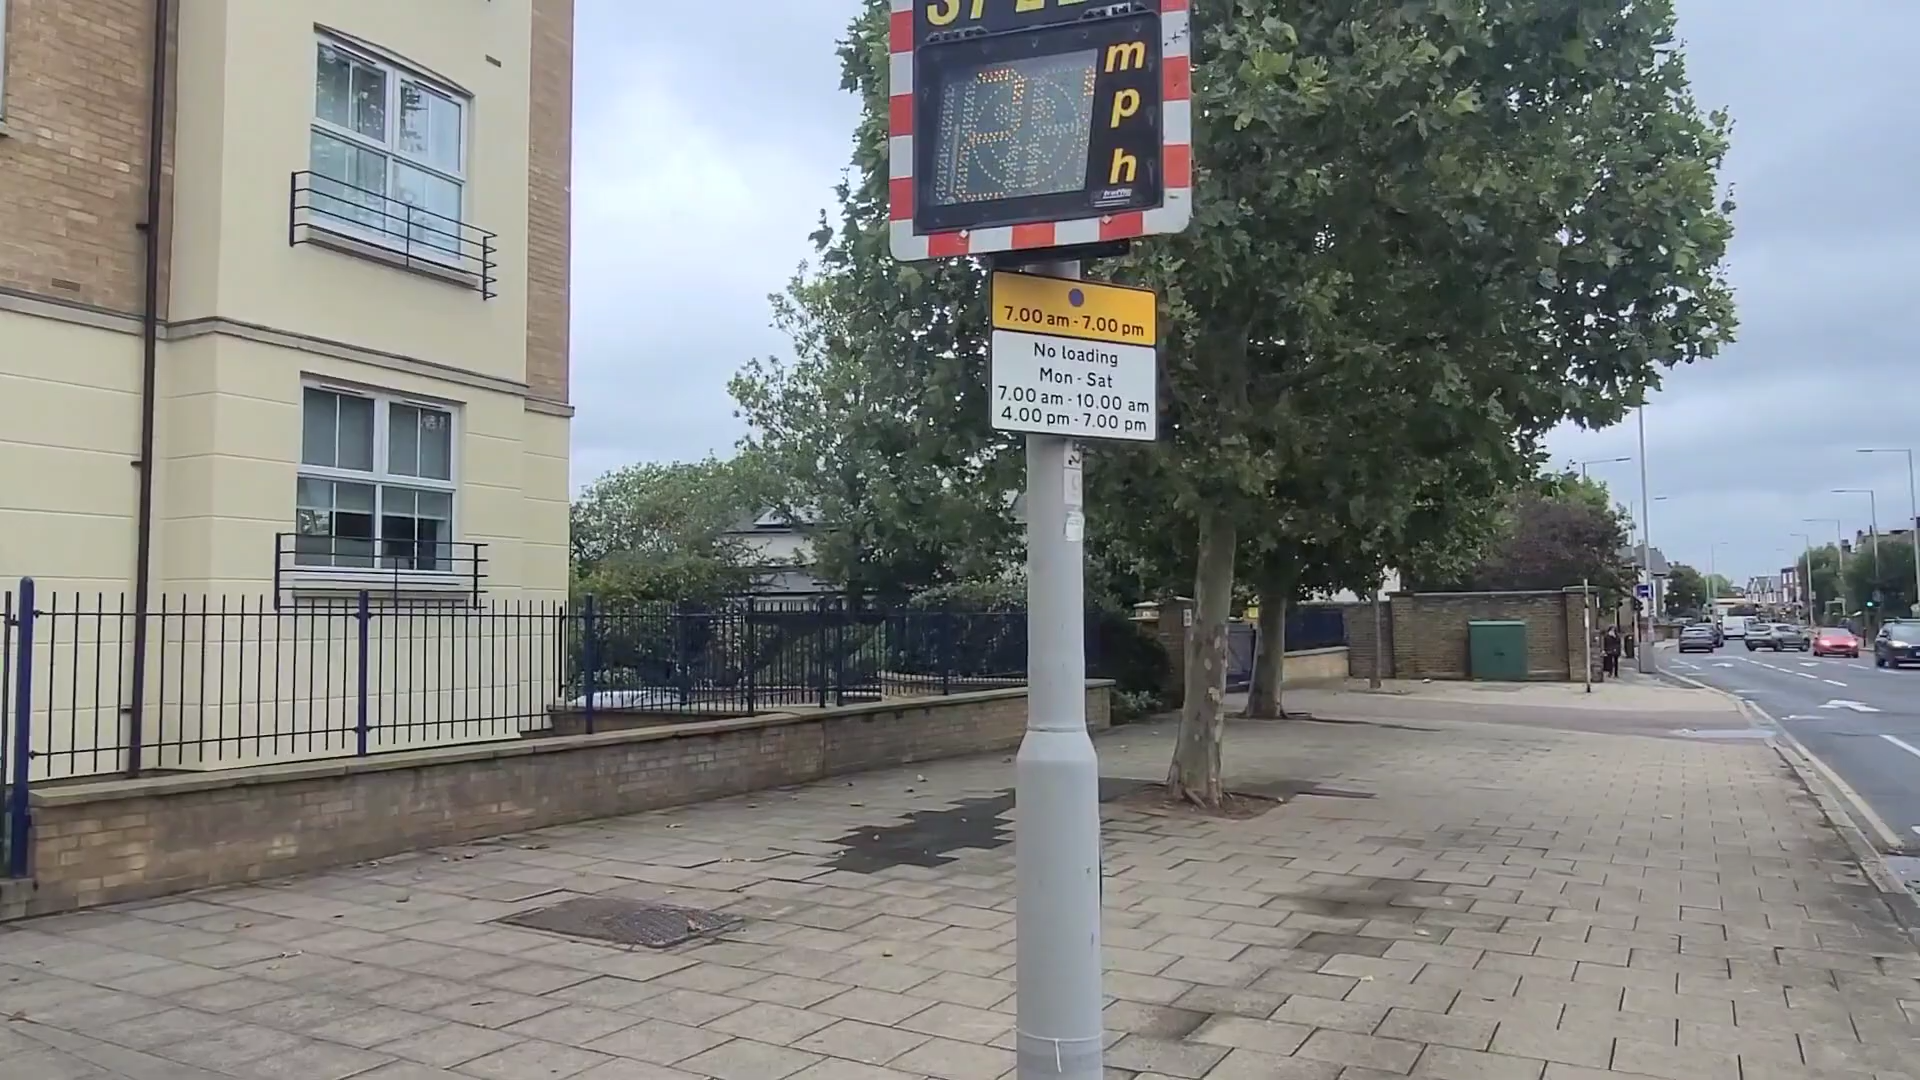 SPEED
mph
7.00 am - 7.00 pm
No loading
Mon - Sat
7.00 am - 10.00 am
4.00 pm - 7.00 pm